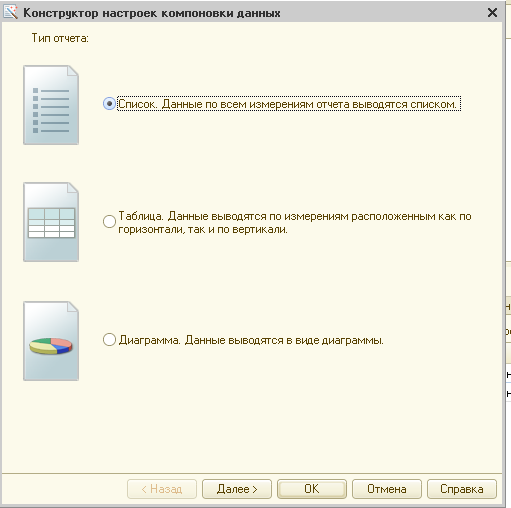 Конструктор настроек компоновки данных
Тип отчета:
Список. Данные по всем измерениям отчета выводятся списком.
Таблица. Данные выводятся по измерениям расположенным как по
горизонтали, так и по вертикали.
Диаграмма. Данные выводятся в виде диаграммы.
< Назад Далее > ОК Отмена Справка